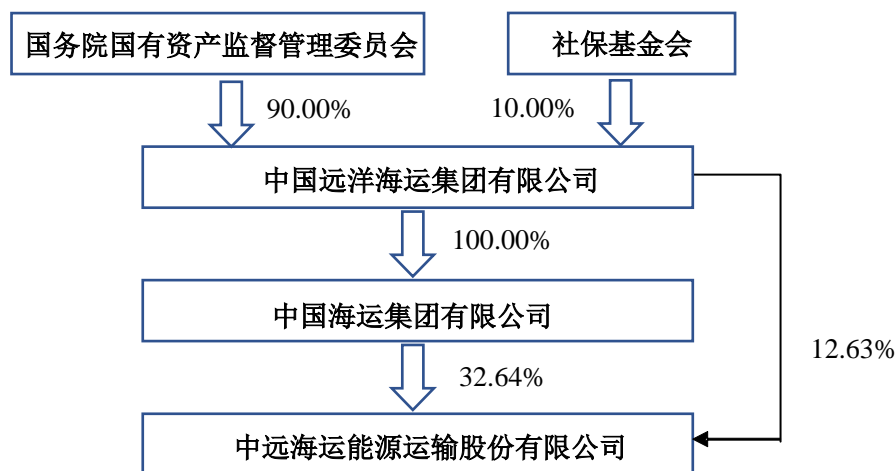 国务院国有资产监督管理委员会
社保基金会
90.00%
10.00%
中国远洋海运集团有限公司
100.00%
中国海运集团有限公司
12.63%
32.64%
中远海运能源运输股份有限公司